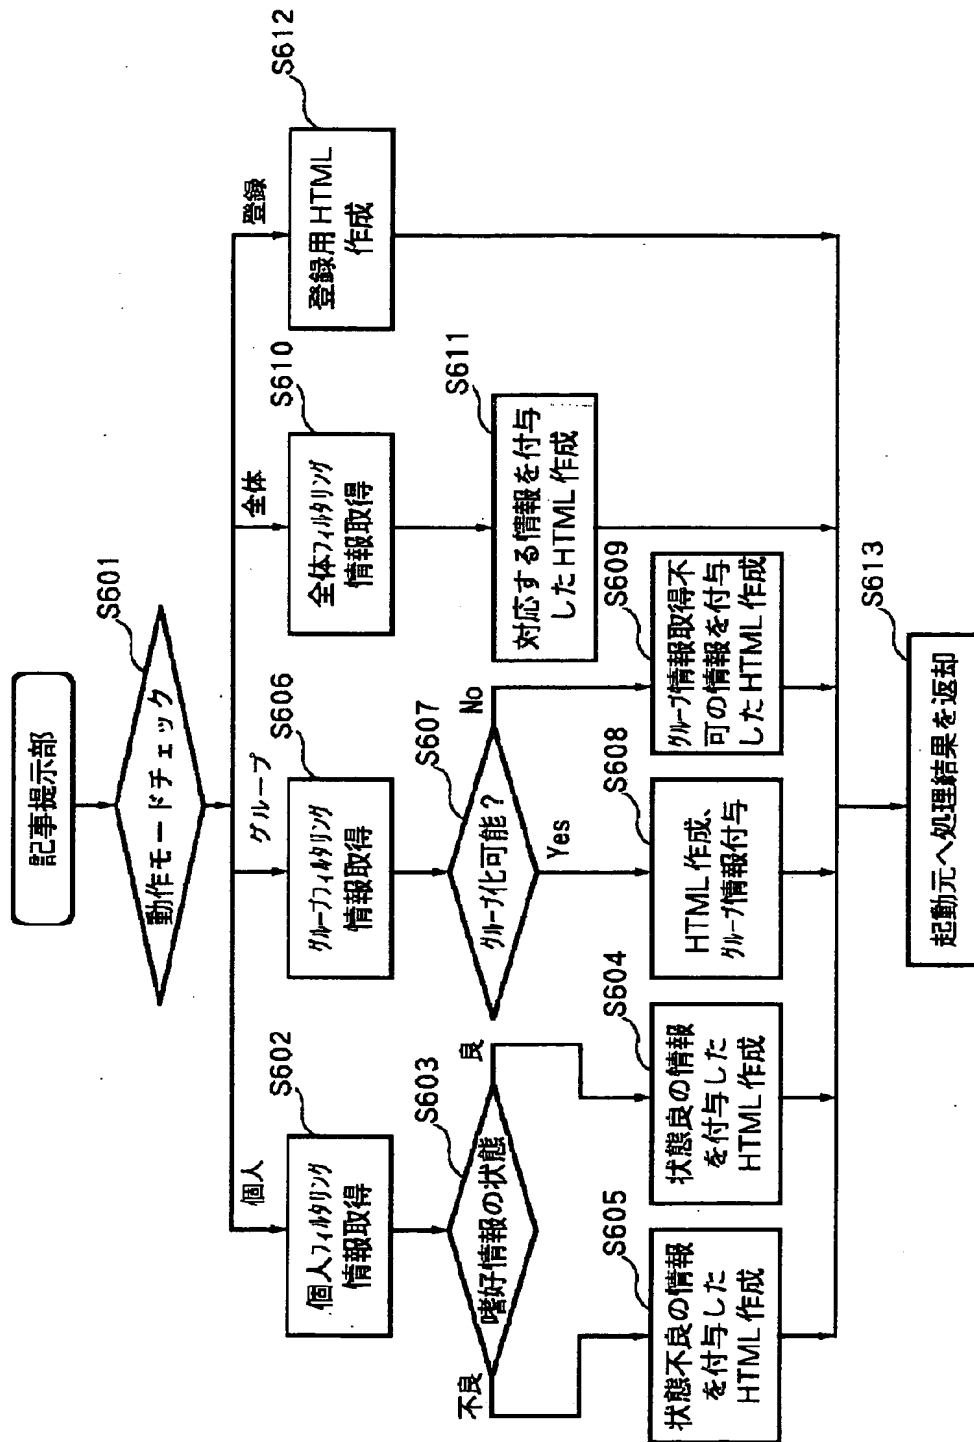 記事提示部
S601
動作モードチェック
個人
グループ
全体
登録
S602
個人フィルタリング
情報取得
S606
グループフィルタリング
情報取得
S610
全体フィルタリング
情報取得
S612
登録用HTML
作成
S603
嗜好情報の状態
不良
良
S607
グループ化可能?
Yes
No
S611
対応する情報を付与
したHTML作成
S605
状態不良の情報
を付与した
HTML作成
S604
状態良の情報
を付与した
HTML作成
S608
HTML作成、
グループ情報付与
S609
グループ情報取得不
可の情報を付与
したHTML作成
S613
起動元へ処理結果を返却